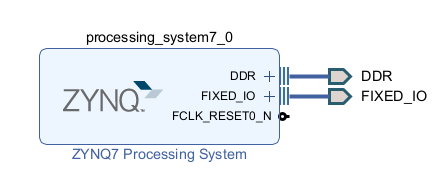 processing_system7_0
DDR
DDR
FIXED_IO
FIXED_IO
FCLK_RESET0_N
ZYNQ
ZYNQ7 Processing System